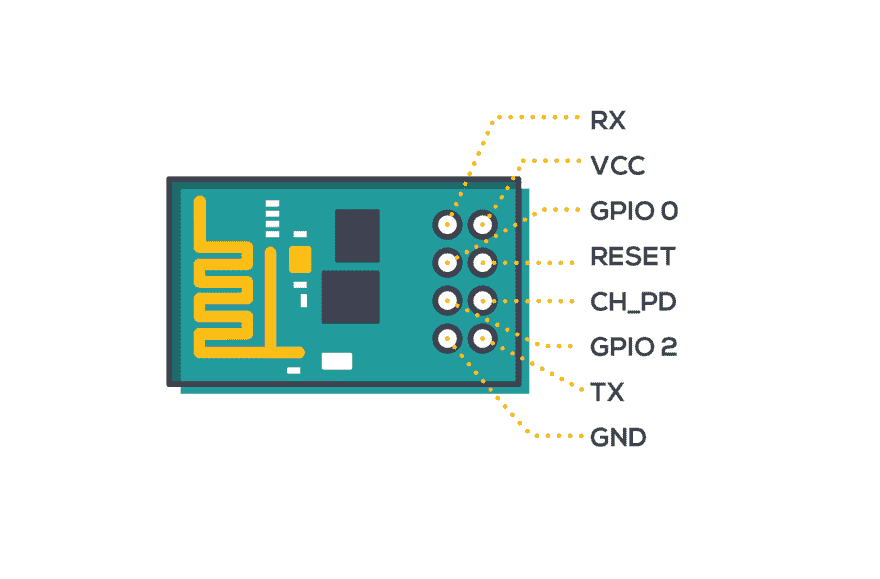 RX
VCC
GPIO 0
RESET
CH_PD
GPIO 2
TX
GND